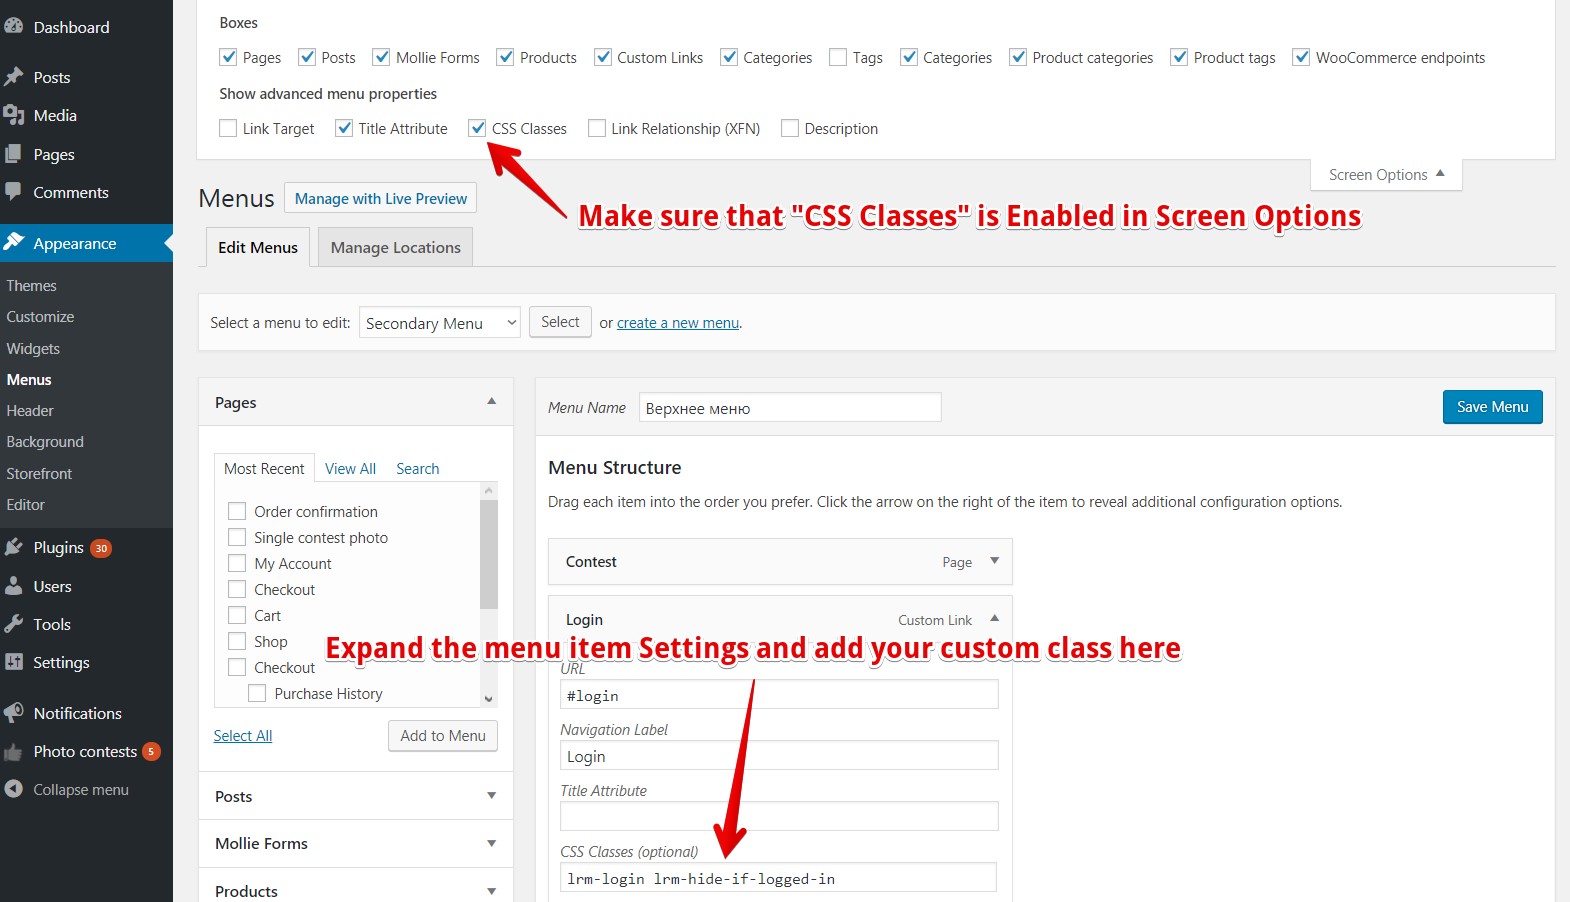 Dashboard
Posts
Media
Pages
Comments
Appearance
Themes
Customize
Widgets
Menus
Header
Background
Storefront
Editor
Plugins 30
Users
Tools
Settings
Notifications
Photo contests 5
Collapse menu
Boxes
Pages Posts Mollie Forms Products Custom Links Categories Tags Categories Product categories Product tags WooCommerce endpoints
Show advanced menu properties
Link Target Title Attribute CSS Classes Link Relationship (XFN) Description
Screen Options
Menus Manage with Live Preview
Make sure that "CSS Classes" is Enabled in Screen Options
Edit Menus Manage Locations
Select a menu to edit: Secondary Menu Select or create a new menu.
Pages
Most Recent View All Search
Order confirmation
Single contest photo
My Account
Checkout
Cart
Shop
Checkout
Purchase History
Select All Add to Menu
Posts
Mollie Forms
Products
Menu Name Верхнее меню Save Menu
Menu Structure
Drag each item into the order you prefer. Click the arrow on the right of the item to reveal additional configuration options.
Contest Page
Login Custom Link
Expand the menu item Settings and add your custom class here
URL
#login
Navigation Label
Login
Title Attribute
CSS Classes (optional)
lrm-login lrm-hide-if-logged-in